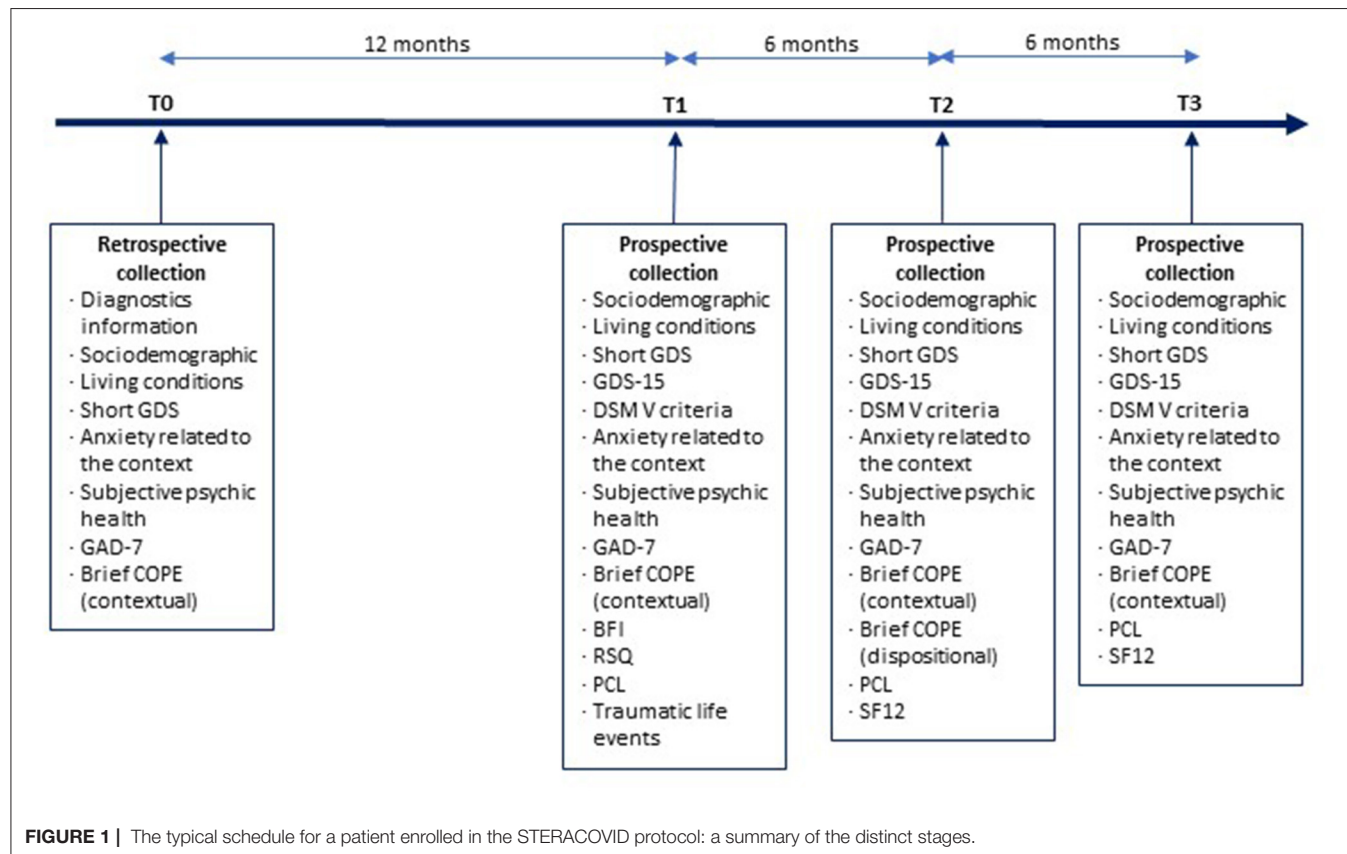 12 months
6 months
6 months
T0
T1
T2
T3
Retrospective
collection
· Diagnostics
information
· Sociodemographic
· Living conditions
· Short GDS
· Anxiety related to
the context
· Subjective psychic
health
· GAD-7
· Brief COPE
(contextual)
Prospective
collection
· Sociodemographic
· Living conditions
· Short GDS
· GDS-15
· DSM V criteria
· Anxiety related to
the context
· Subjective psychic
health
· GAD-7
· Brief COPE
(contextual)
· BFI
· RSQ
· PCL
· Traumatic life
events
Prospective
collection
· Sociodemographic
· Living conditions
· Short GDS
· GDS-15
· DSM V criteria
· Anxiety related to
the context
· Subjective psychic
health
· GAD-7
· Brief COPE
(contextual)
· Brief COPE
(dispositional)
· PCL
· SF12
Prospective
collection
· Sociodemographic
· Living conditions
· Short GDS
· GDS-15
· DSM V criteria
· Anxiety related to
the context
· Subjective psychic
health
· GAD-7
· Brief COPE
(contextual)
· PCL
· SF12
FIGURE 1 | The typical schedule for a patient enrolled in the STERACOVID protocol: a summary of the distinct stages.